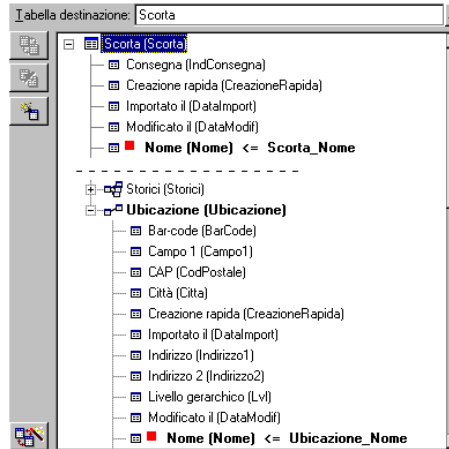 Tabella destinazione: Scorta
Scorta (Scorta)
Consegna (IndConsegna)
Creazione rapida (CreazioneRapida)
Importato il (DataImport)
Modificato il (DataModif)
Nome (Nome) <= Scorta_Nome
Storici (Storici)
Ubicazione (Ubicazione)
Bar-code (BarCode)
Campo 1 (Campo1)
CAP (CodPostale)
Città (Citta)
Creazione rapida (CreazioneRapida)
Importato il (DataImport)
Indirizzo (Indirizzo1)
Indirizzo 2 (Indirizzo2)
Livello gerarchico (Lvl)
Modificato il (DataModif)
Nome (Nome) <= Ubicazione_Nome